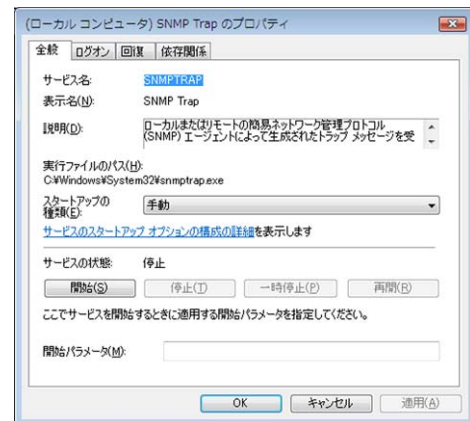 (ローカル コンピュータ) SNMP Trap のプロパティ
全般 ログオン 回復 依存関係
サービス名: SNMPTRAP
表示名(N): SNMP Trap
説明(D): ローカルまたはリモートの簡易ネットワーク管理プロトコル
(SNMP) エージェントによって生成されたトラップ メッセージを受
実行ファイルのパス(H):
C:¥Windows¥System32¥snmptrap.exe
スタートアップの
種類(E): 手動
サービスのスタートアップ オプションの構成の詳細を表示します
サービスの状態: 停止
開始(S) 停止(T) 一時停止(P) 再開(R)
ここでサービスを開始するときに適用する開始パラメータを指定してください。
開始パラメータ(M):
OK キャンセル 適用(A)